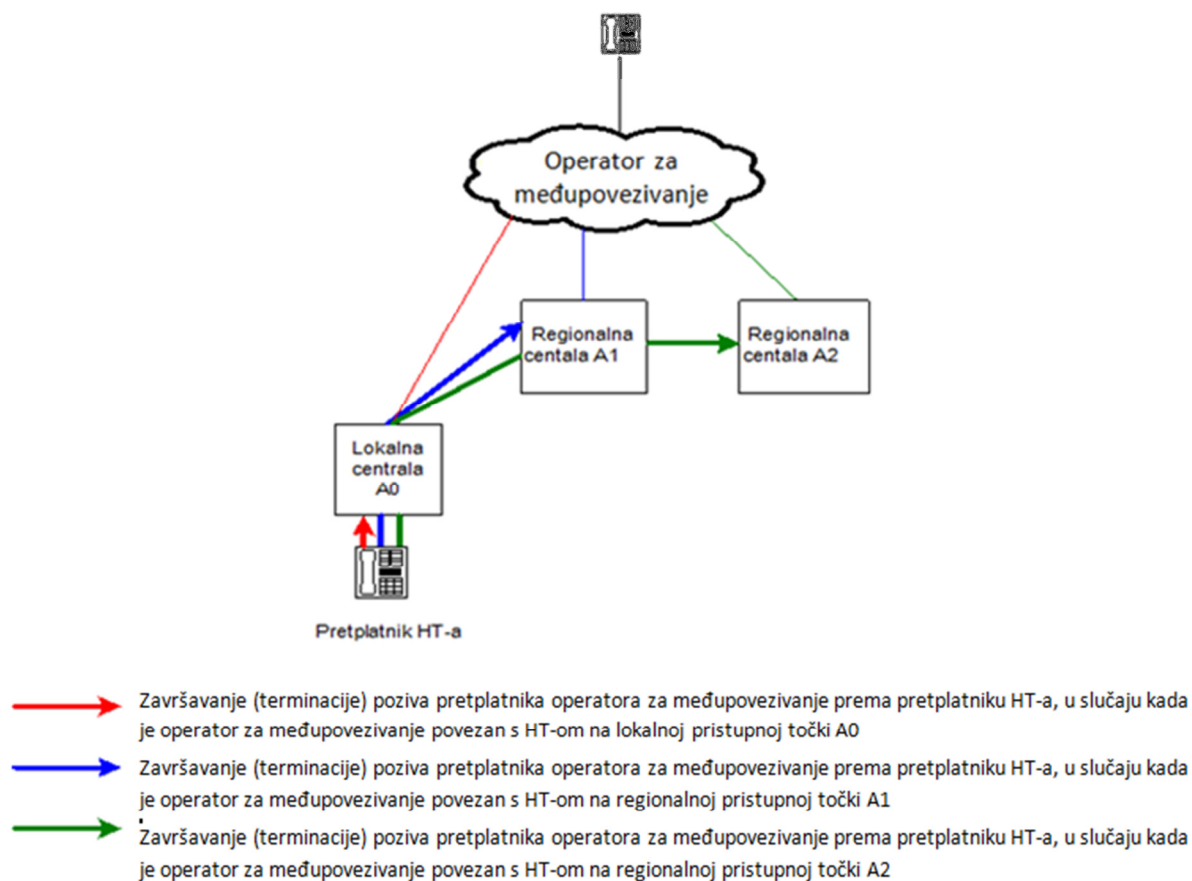 Operator za
međupovezivanje
Regionalna
centala A1
Regionalna
centala A2
Lokalna
centrala
A0
Pretplatnik HT-a
Završavanje (terminacije) poziva pretplatnika operatora za međupovezivanje prema pretplatniku HT-a, u slučaju kada
je operator za međupovezivanje povezan s HT-om na lokalnoj pristupnoj točki A0
Završavanje (terminacije) poziva pretplatnika operatora za međupovezivanje prema pretplatniku HT-a, u slučaju kada
je operator za međupovezivanje povezan s HT-om na regionalnoj pristupnoj točki A1
Završavanje (terminacije) poziva pretplatnika operatora za međupovezivanje prema pretplatniku HT-a, u slučaju kada
je operator za međupovezivanje povezan s HT-om na regionalnoj pristupnoj točki A2